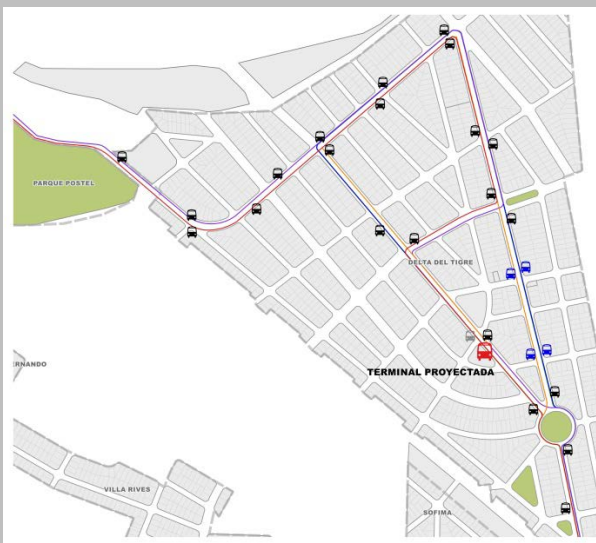 PARQUE POSTEL
DELTA DEL TIGRE
TERMINAL PROYECTADA
ERNANDO
VILLA RIVES
SOFIMA